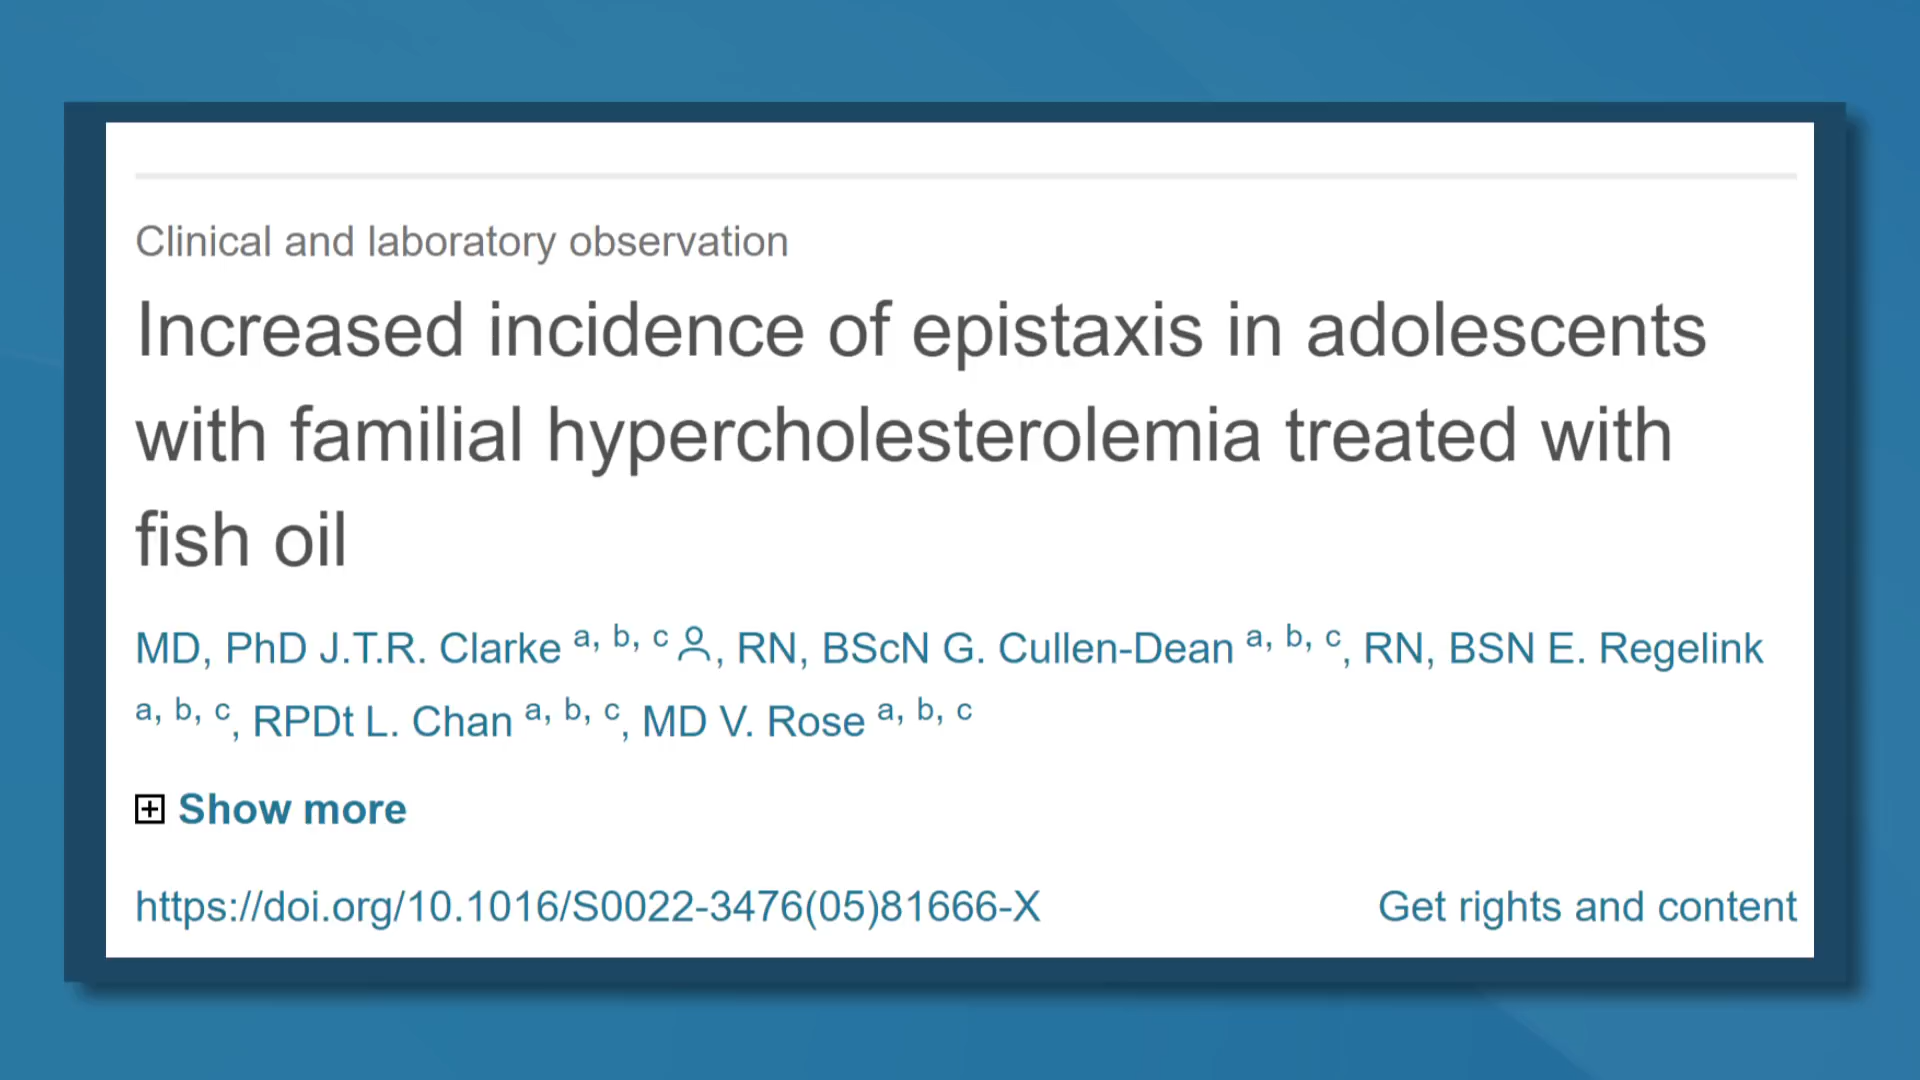 Clinical and laboratory observation
Increased incidence of epistaxis in adolescents
with familial hypercholesterolemia treated with
fish oil
MD, PhD J.T.R. Clarke a, b, c, RN, BScN G. Cullen-Dean a, b, c, RN, BSN E. Regelink
a, b, c, RPDt L. Chan a, b, c, MD V. Rose a, b, c
Show more
https://doi.org/10.1016/S0022-3476(05)81666-X Get rights and content